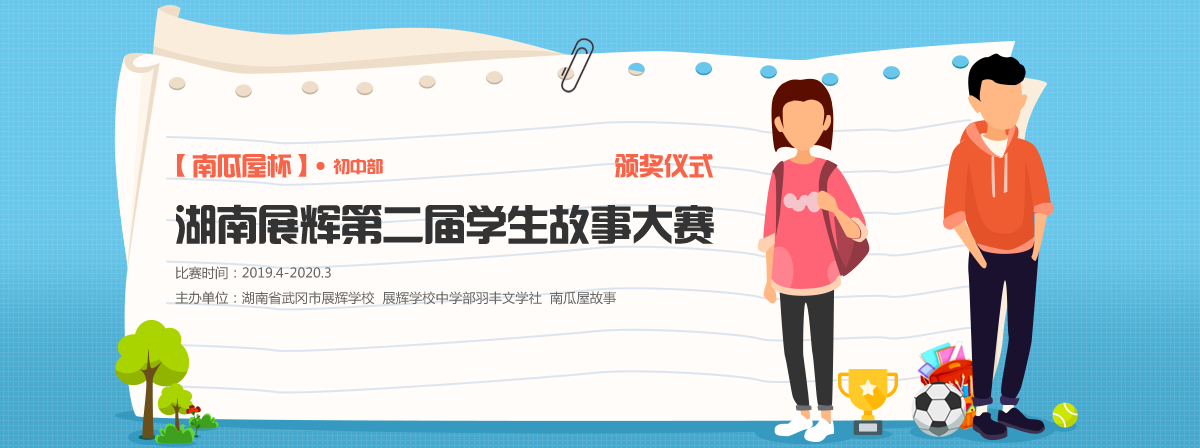 【南瓜屋杯】• 初中部 颁奖仪式
湖南展辉第二届学生故事大赛
比赛时间：2019.4-2020.3
主办单位：湖南省武冈市展辉学校 展辉学校中学部羽丰文学社 南瓜屋故事